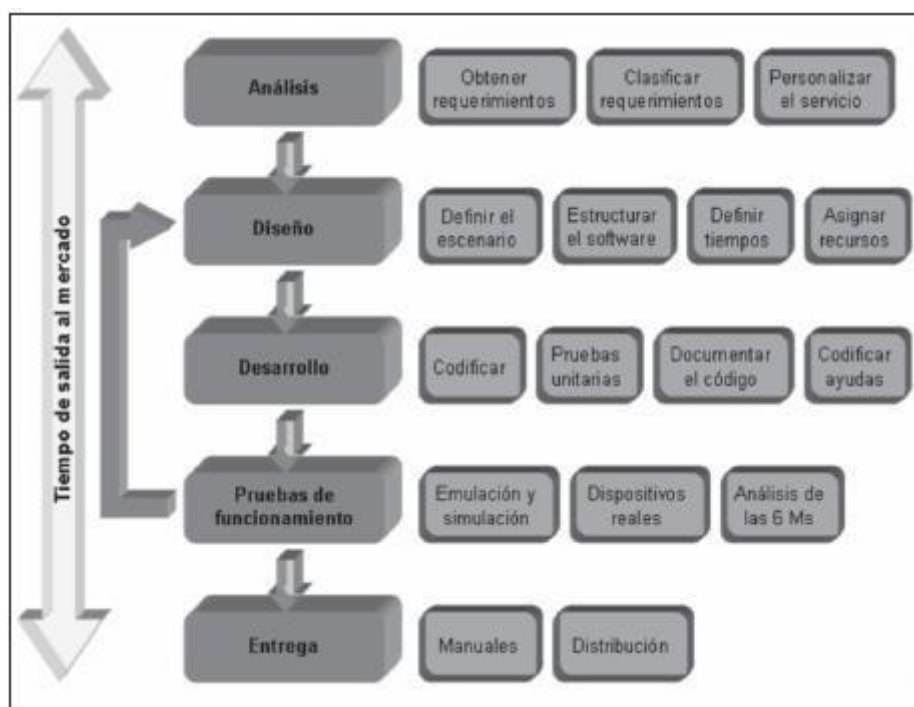 Tiempo de salida al mercado
Análisis
Obtener
requerimientos
Clasificar
requerimientos
Personalizar
el servicio
Diseño
Definir el
escenario
Estructurar
el software
Definir
tiempos
Asignar
recursos
Desarrollo
Codificar
Pruebas
unitarias
Documentar
el código
Codificar
ayudas
Pruebas de
funcionamiento
Emulación y
simulación
Dispositivos
reales
Análisis de
las 6 Ms
Entrega
Manuales
Distribución